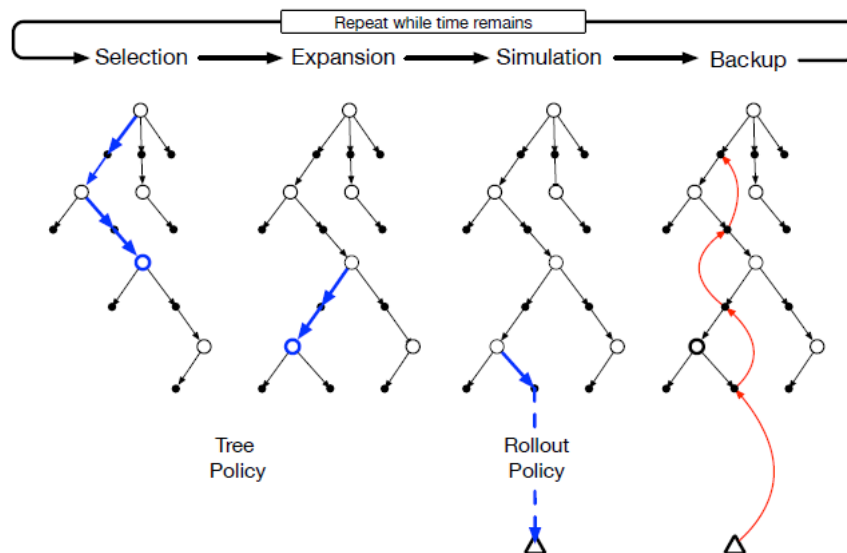 Repeat while time remains
Selection
Expansion
Simulation
Backup
Tree
Policy
Rollout
Policy